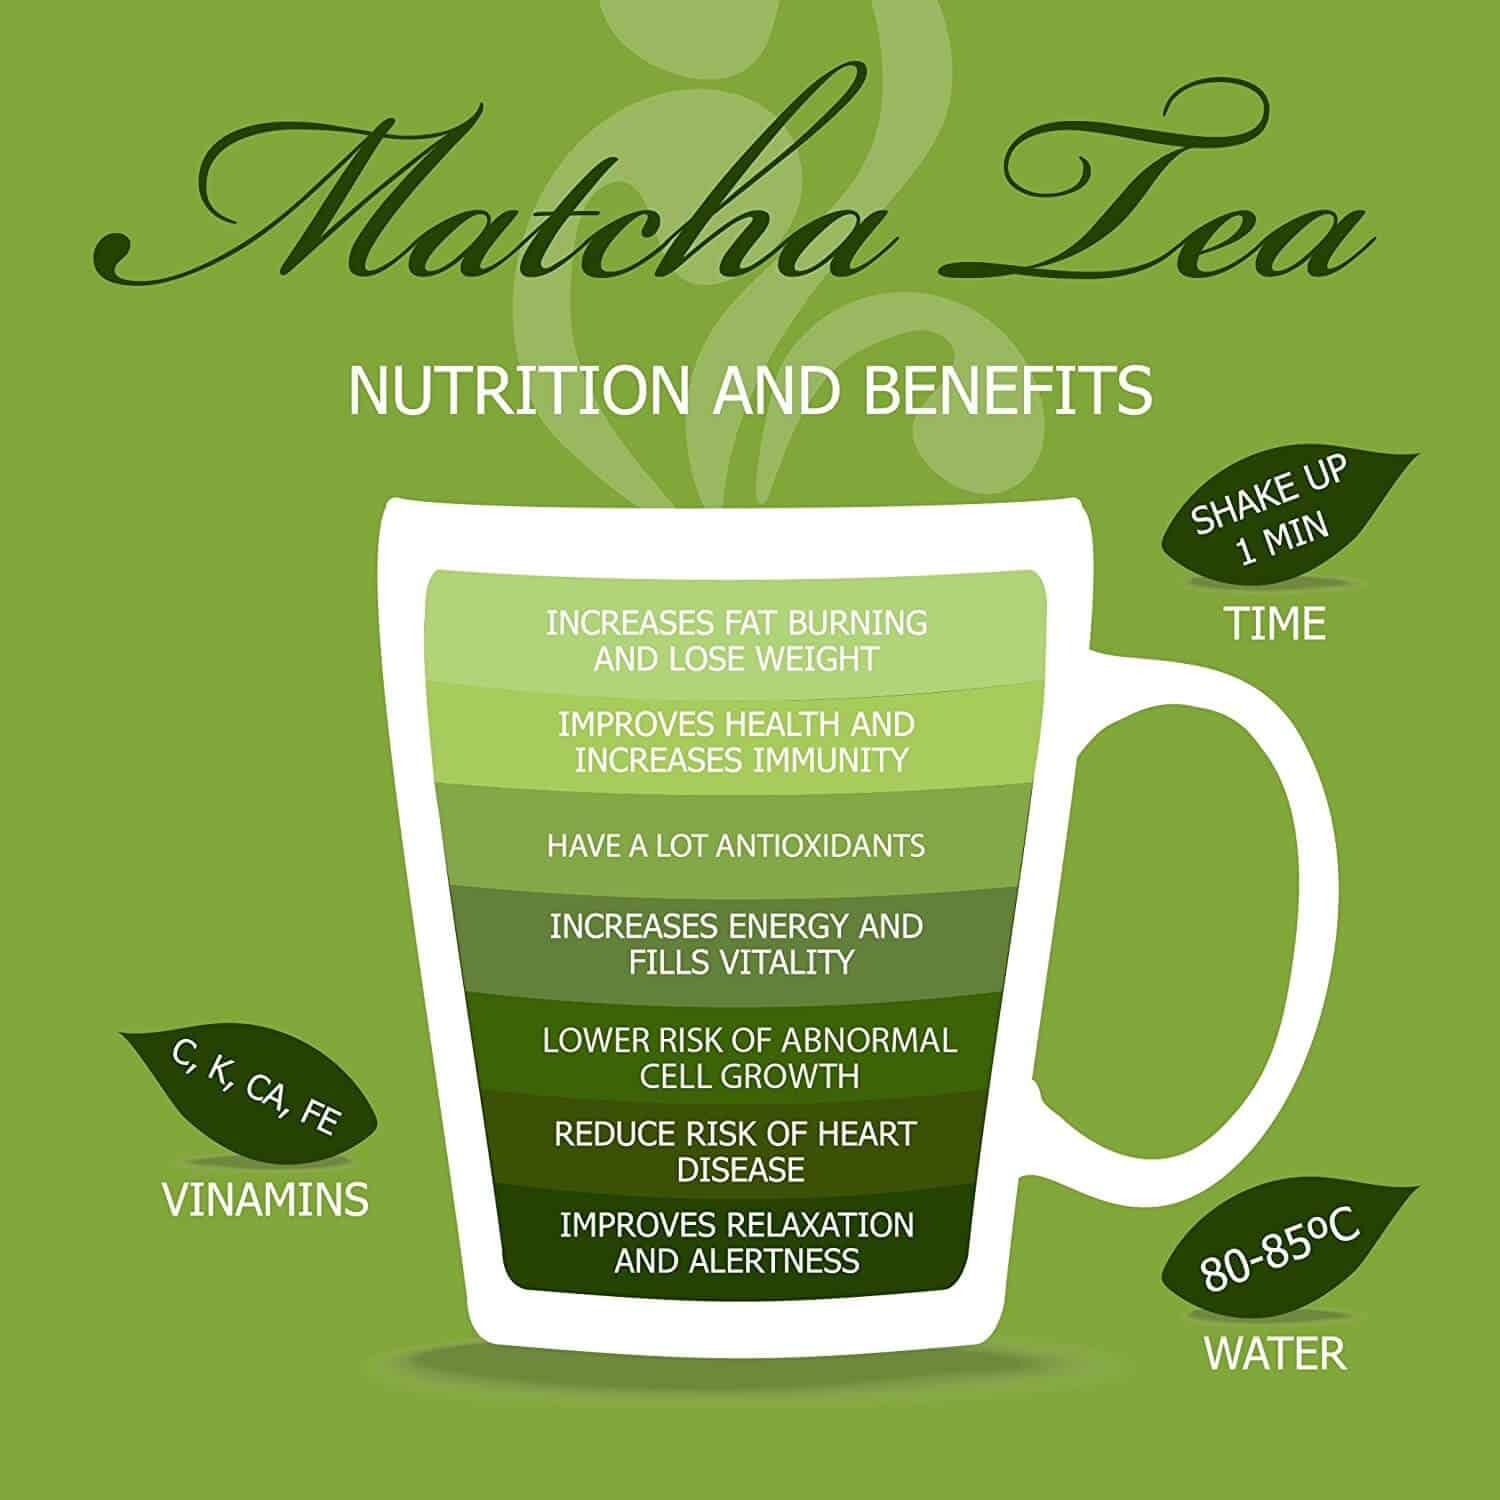 Matcha Tea
NUTRITION AND BENEFITS
SHAKE UP
1 MIN
TIME
INCREASES FAT BURNING
AND LOSE WEIGHT
IMPROVES HEALTH AND
INCREASES IMMUNITY
HAVE A LOT ANTIOXIDANTS
INCREASES ENERGY AND
FILLS VITALITY
LOWER RISK OF ABNORMAL
CELL GROWTH
REDUCE RISK OF HEART
DISEASE
IMPROVES RELAXATION
AND ALERTNESS
C, K, CA, FE
VINAMINS
80-85ºC
WATER